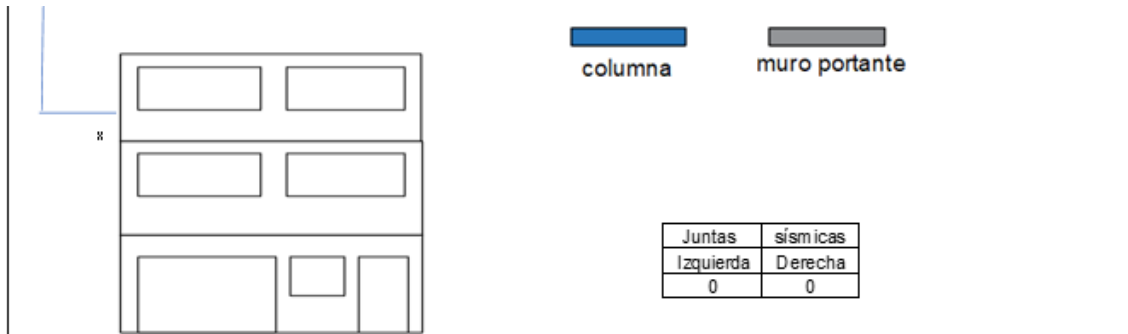 columna
muro portante
x
Juntas sísmicas
Izquierda Derecha
0 0